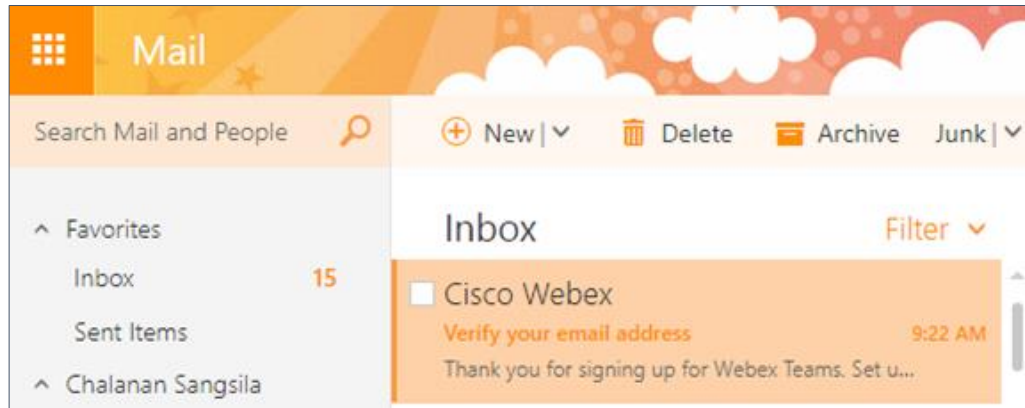 Mail
Search Mail and People
New | Delete Archive Junk |
Favorites
Inbox 15
Sent Items
Chalanan Sangsila
Inbox Filter
Cisco Webex
Verify your email address 9:22 AM
Thank you for signing up for Webex Teams. Set u...